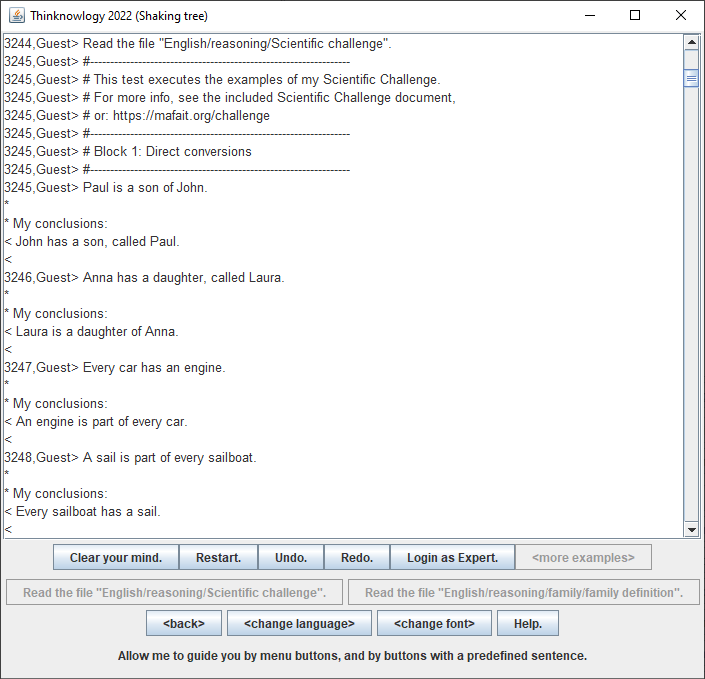 Thinknowlogy 2022 (Shaking tree)
3244,Guest> Read the file "English/reasoning/Scientific challenge".
3245,Guest> #-----------------------------------------------------------------
3245,Guest> # This test executes the examples of my Scientific Challenge.
3245,Guest> # For more info, see the included Scientific Challenge document,
3245,Guest> # or: https://mafait.org/challenge
3245,Guest> #-----------------------------------------------------------------
3245,Guest> # Block 1: Direct conversions
3245,Guest> #-----------------------------------------------------------------
3245,Guest> Paul is a son of John.
*
* My conclusions:
< John has a son, called Paul.
<
3246,Guest> Anna has a daughter, called Laura.
*
* My conclusions:
< Laura is a daughter of Anna.
<
3247,Guest> Every car has an engine.
*
* My conclusions:
< An engine is part of every car.
<
3248,Guest> A sail is part of every sailboat.
*
* My conclusions:
< Every sailboat has a sail.
<
Clear your mind. Restart. Undo. Redo. Login as Expert. <more examples>
Read the file "English/reasoning/Scientific challenge". Read the file "English/reasoning/family/family definition".
<back> <change language> <change font> Help.
Allow me to guide you by menu buttons, and by buttons with a predefined sentence.